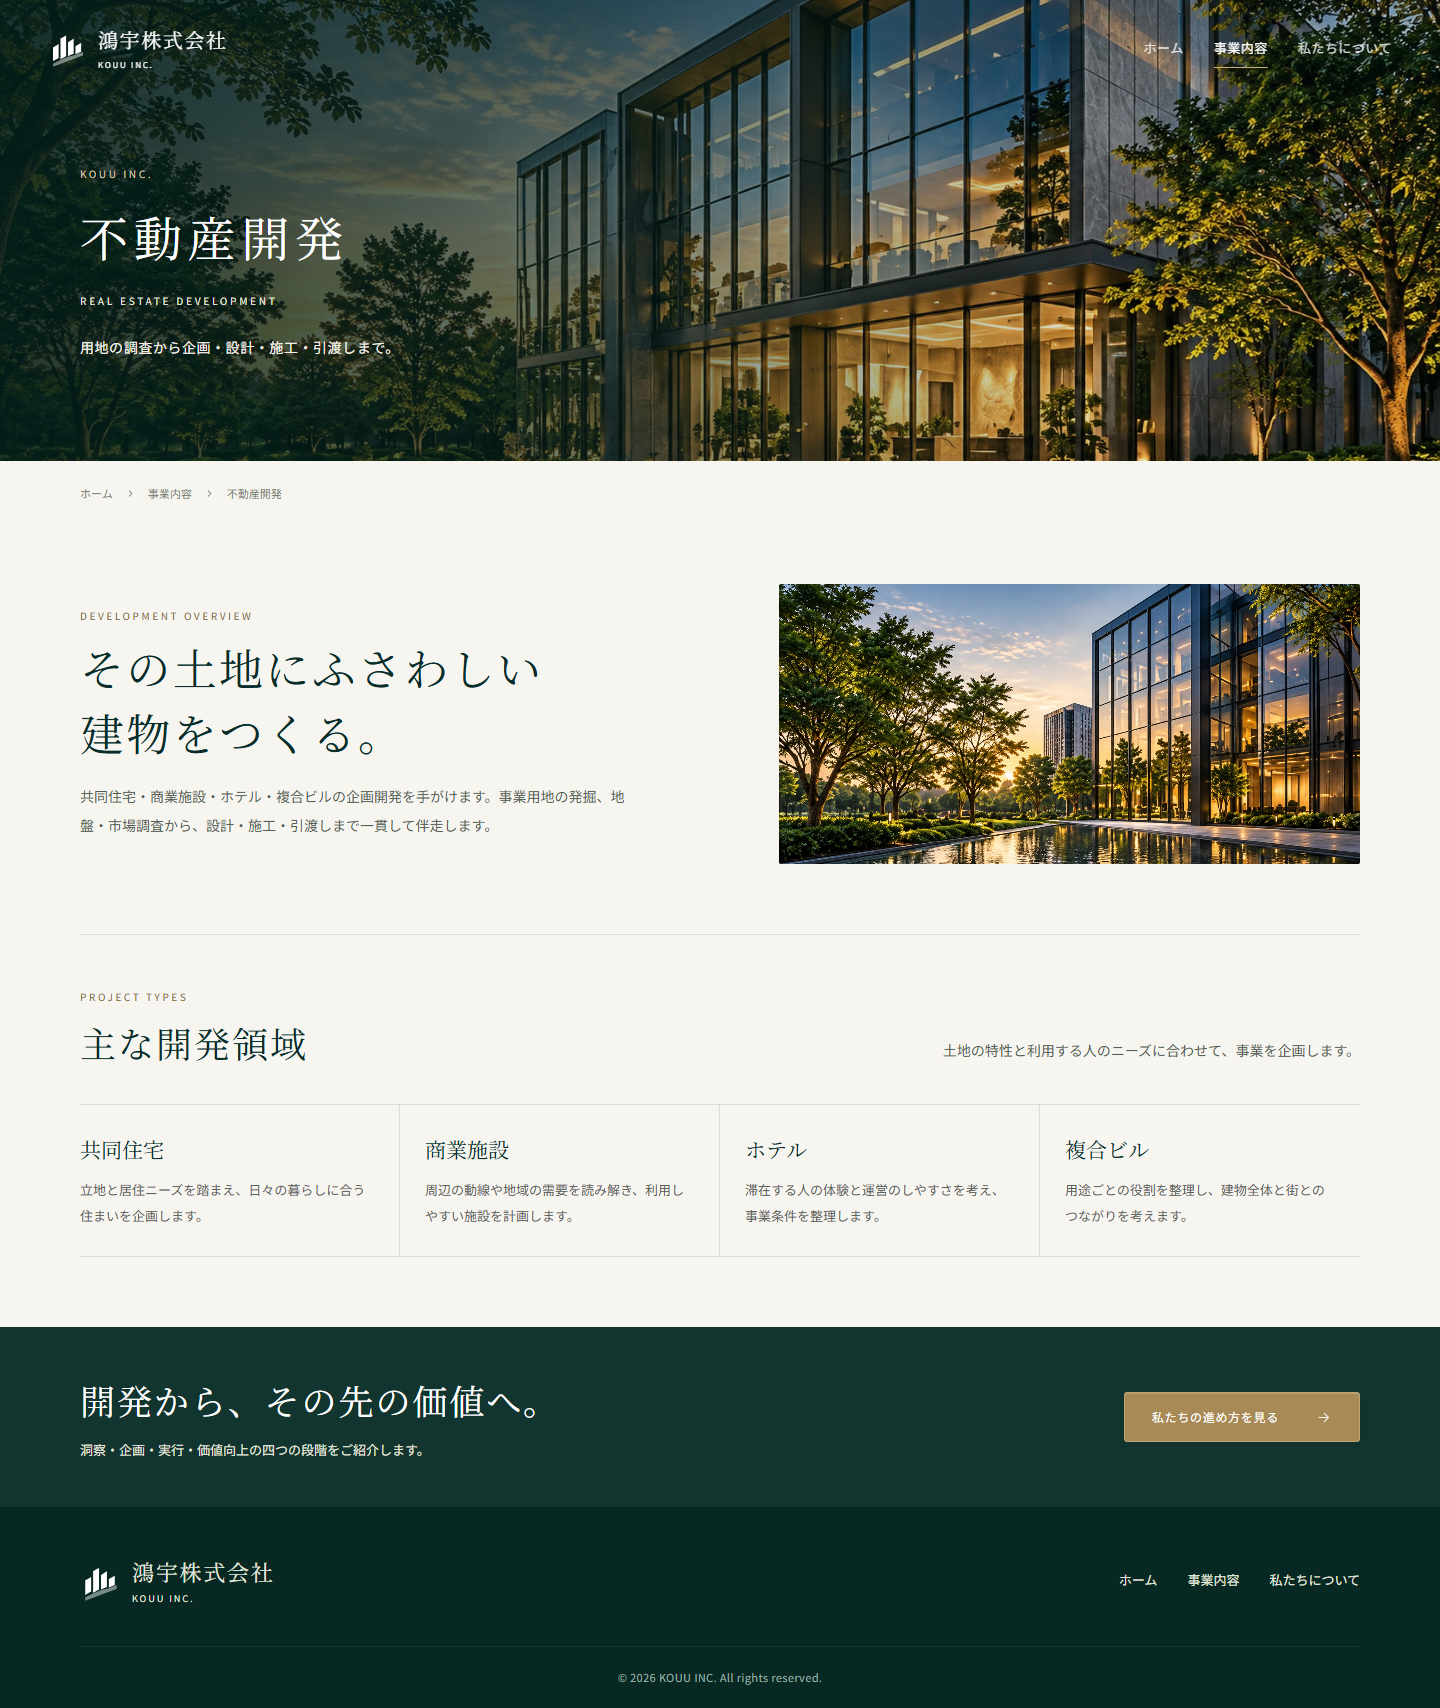 鴻宇株式会社
KOUU INC.
ホーム 事業内容 私たちについて
KOUU INC.
不動産開発
REAL ESTATE DEVELOPMENT
用地の調査から企画・設計・施工・引渡しまで。
ホーム › 事業内容 › 不動産開発
DEVELOPMENT OVERVIEW
その土地にふさわしい
建物をつくる。
共同住宅・商業施設・ホテル・複合ビルの企画開発を手がけます。事業用地の発掘、地
盤・市場調査から、設計・施工・引渡しまで一貫して伴走します。
PROJECT TYPES
主な開発領域
土地の特性と利用する人のニーズに合わせて、事業を企画します。
共同住宅
立地と居住ニーズを踏まえ、日々の暮らしに合う
住まいを企画します。
商業施設
周辺の動線や地域の需要を読み解き、利用し
やすい施設を計画します。
ホテル
滞在する人の体験と運営のしやすさを考え、
事業条件を整理します。
複合ビル
用途ごとの役割を整理し、建物全体と街との
つながりを考えます。
開発から、その先の価値へ。
洞察・企画・実行・価値向上の四つの段階をご紹介します。
私たちの進め方を見る →
鴻宇株式会社
KOUU INC.
ホーム 事業内容 私たちについて
© 2026 KOUU INC. All rights reserved.